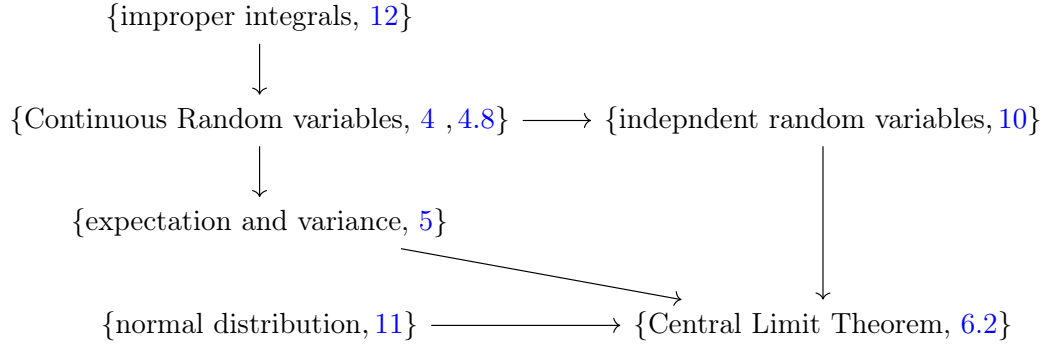 {improper integrals, 12}
{Continuous Random variables, 4 , 4.8}
{indepndent random variables, 10}
{expectation and variance, 5}
{normal distribution, 11}
{Central Limit Theorem, 6.2}